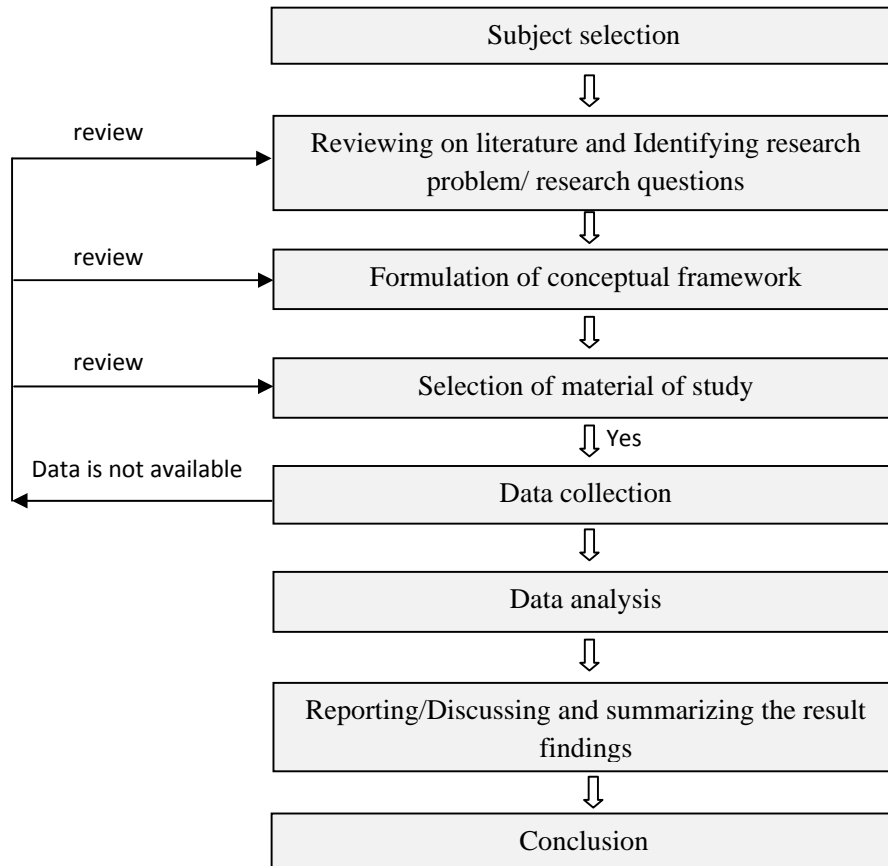 Subject selection
review
Reviewing on literature and Identifying research
problem/ research questions
review
Formulation of conceptual framework
review
Selection of material of study
Yes
Data is not available
Data collection
Data analysis
Reporting/Discussing and summarizing the result
findings
Conclusion